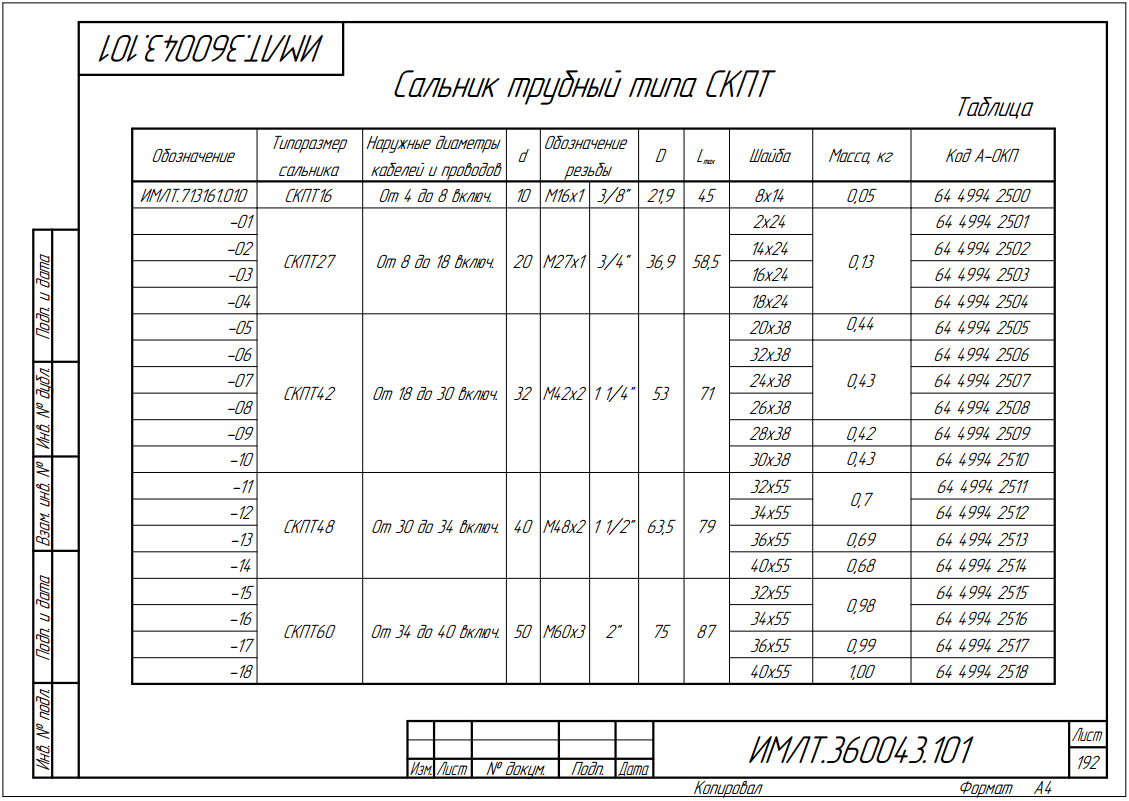 ИМЛТ.360043.101
Сальник трубный типа СКПТ
Таблица
Обозначение Типоразмер сальника Наружные диаметры кабелей и проводов d Обозначение резьбы D Lmax Шайба Масса, кг Код А-ОКП
ИМЛТ.713161.010 СКПТ16 От 4 до 8 включ. 10 М16х1 3/8" 21,9 45 8х14 0,05 64 4994 2500
-01 2х24 64 4994 2501
-02 14х24 64 4994 2502
СКПТ27 От 8 до 18 включ. 20 М27х1 3/4" 36,9 58,5 0,13
-03 16х24 64 4994 2503
-04 18х24 64 4994 2504
-05 20х38 0,44 64 4994 2505
-06 32х38 64 4994 2506
-07 24х38 0,43 64 4994 2507
СКПТ42 От 18 до 30 включ. 32 М42х2 1 1/4" 53 71
-08 26х38 64 4994 2508
-09 28х38 0,42 64 4994 2509
-10 30х38 0,43 64 4994 2510
-11 32х55 64 4994 2511
0,7
-12 34х55 64 4994 2512
СКПТ48 От 30 до 34 включ. 40 М48х2 1 1/2" 63,5 79
-13 36х55 0,69 64 4994 2513
-14 40х55 0,68 64 4994 2514
-15 32х55 64 4994 2515
0,98
-16 34х55 64 4994 2516
СКПТ60 От 34 до 40 включ. 50 М60х3 2" 75 87
-17 36х55 0,99 64 4994 2517
-18 40х55 1,00 64 4994 2518
Подп. и дата
Инв. № дубл.
Взам. инв. №
Подп. и дата
Инв. № подл.
Изм. Лист № докум. Подп. Дата
ИМЛТ.360043.101
Лист
192
Копировал Формат А4